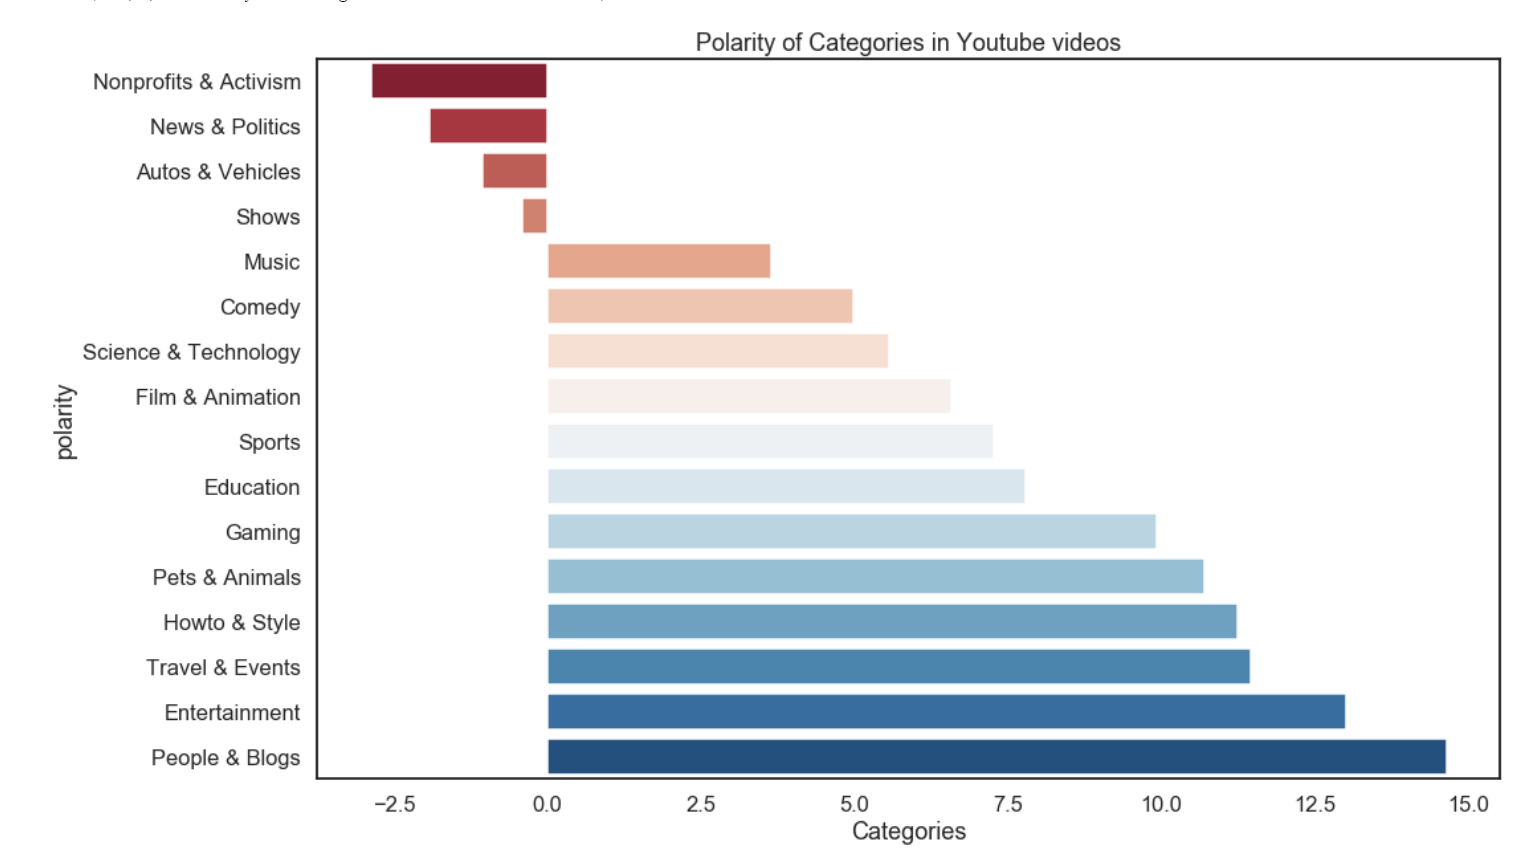 Polarity of Categories in Youtube videos
Nonprofits & Activism
News & Politics
Autos & Vehicles
Shows
Music
Comedy
Science & Technology
Film & Animation
Sports
Education
Gaming
Pets & Animals
Howto & Style
Travel & Events
Entertainment
People & Blogs
polarity
−2.5 0.0 2.5 5.0 7.5 10.0 12.5 15.0
Categories